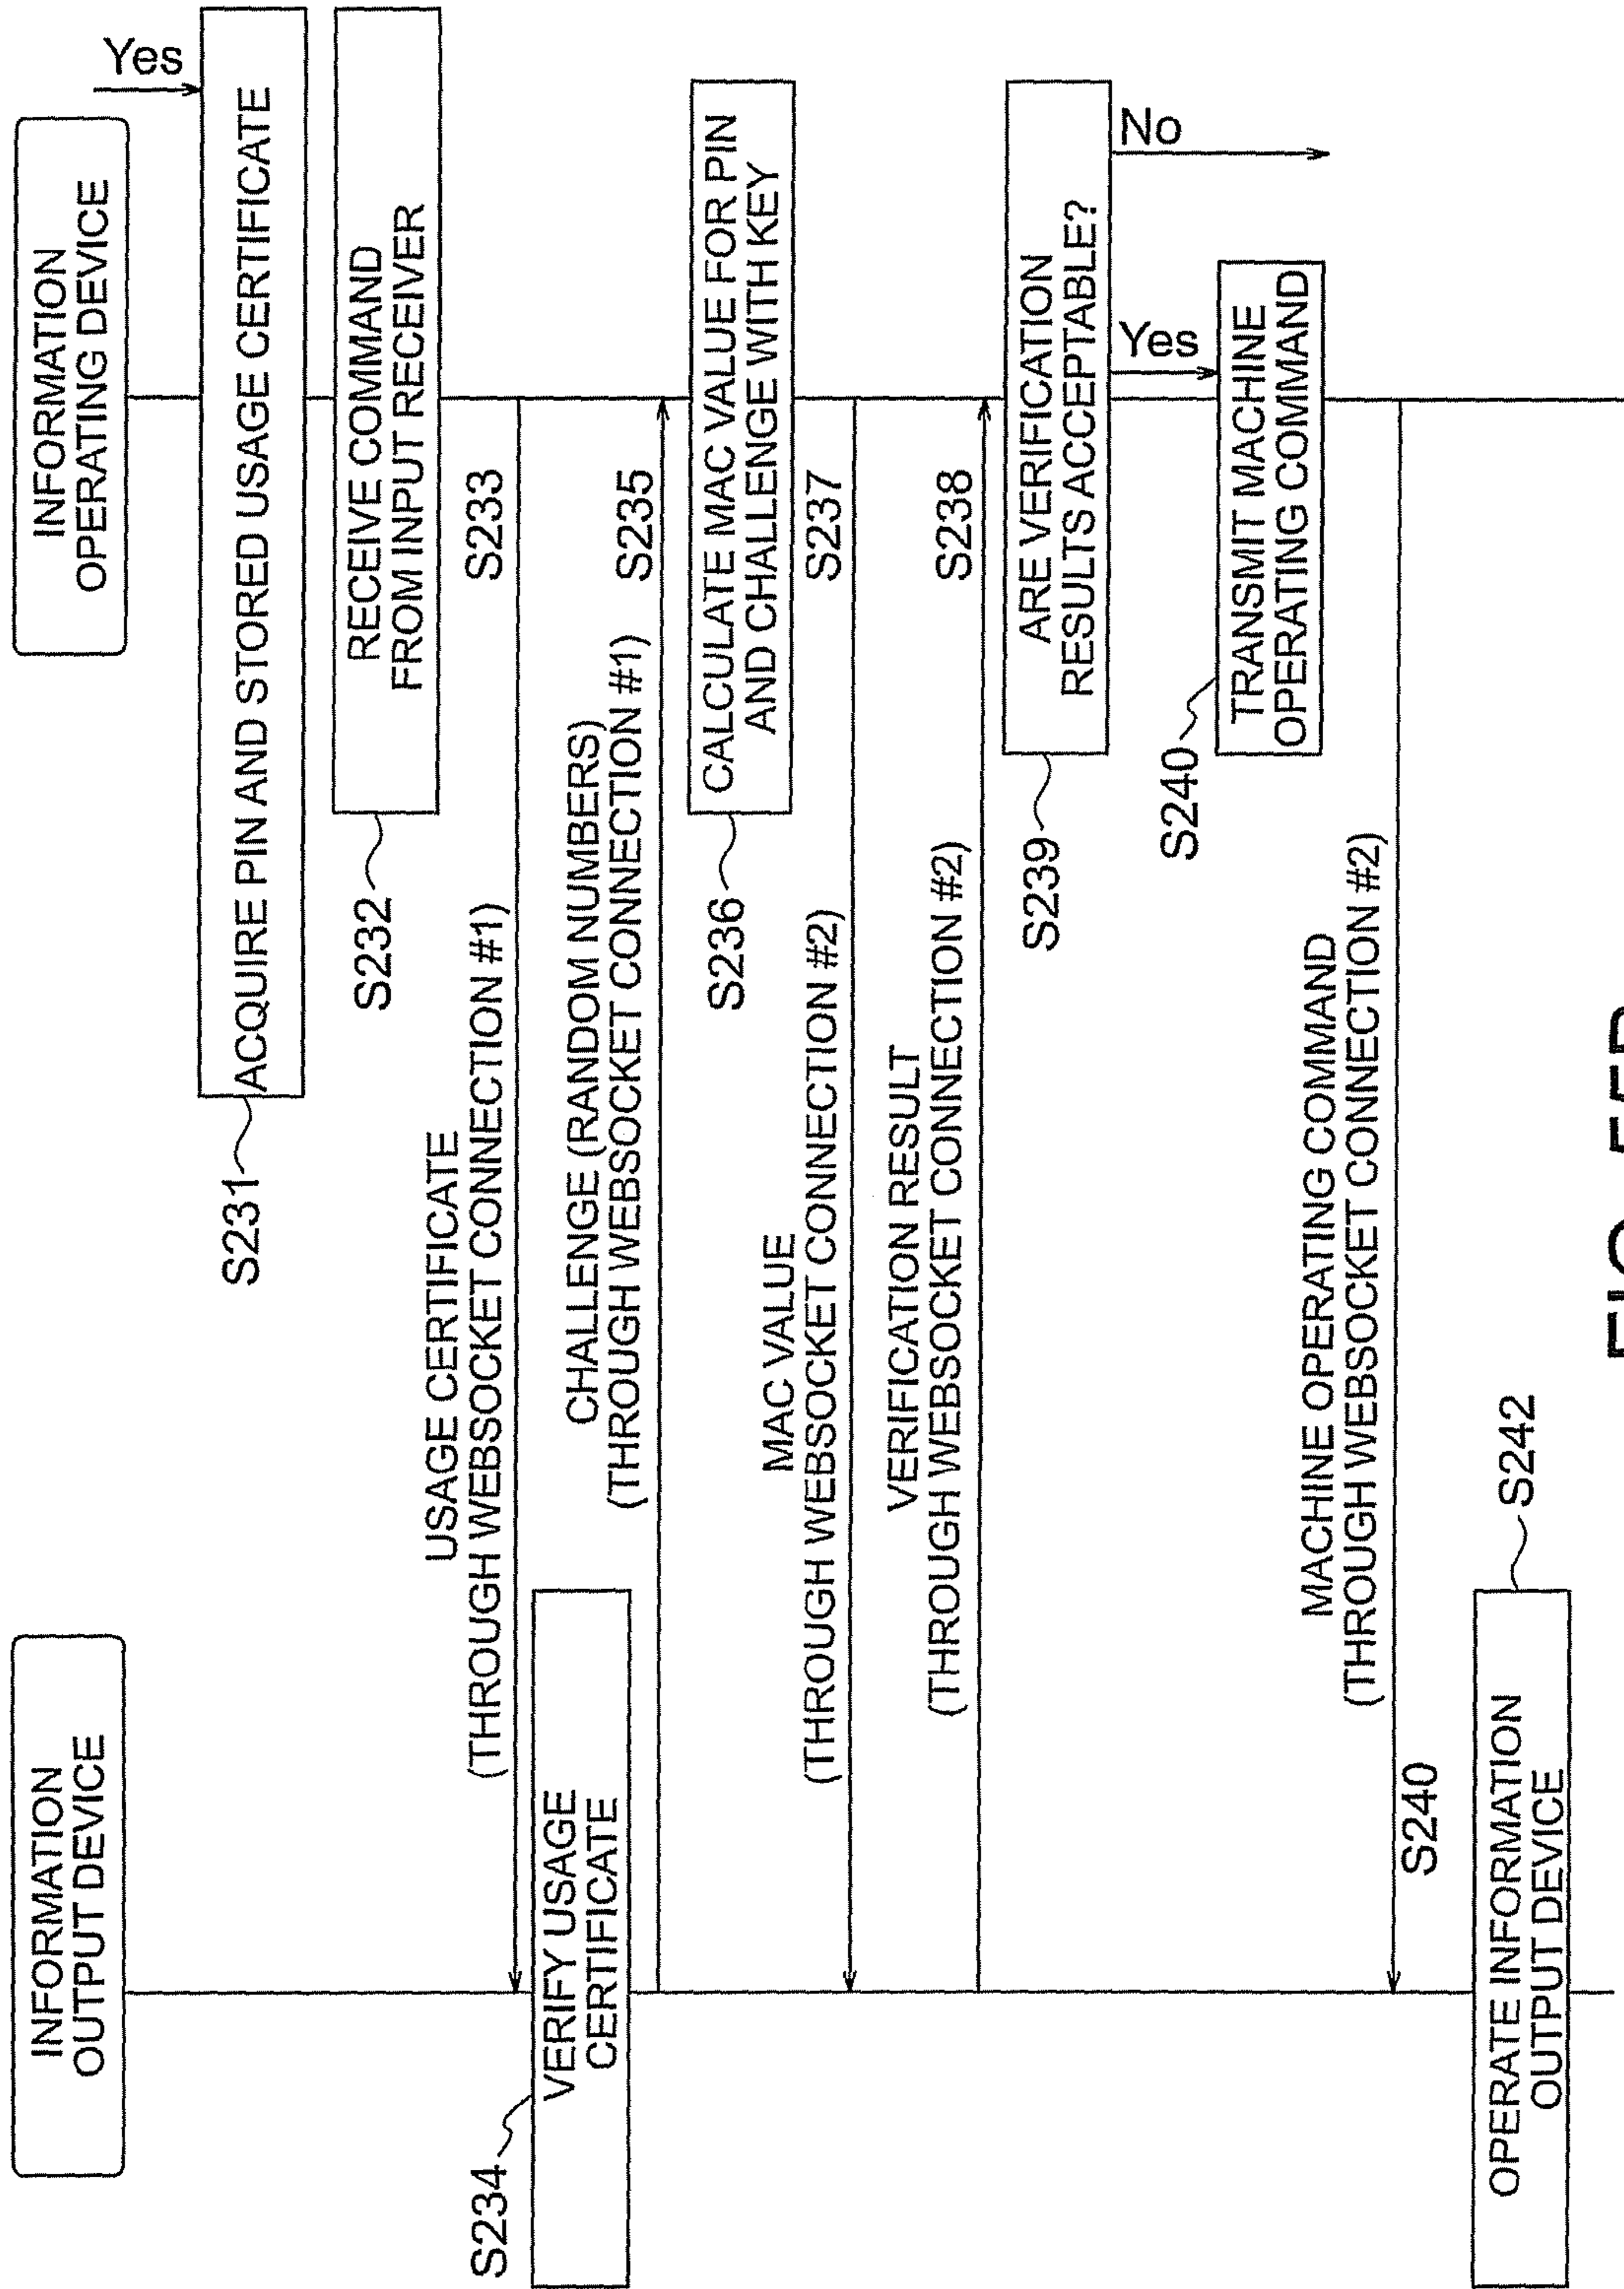 INFORMATION
OUTPUT DEVICE
INFORMATION
OPERATING DEVICE
Yes
S231
ACQUIRE PIN AND STORED USAGE CERTIFICATE
S232
RECEIVE COMMAND
FROM INPUT RECEIVER
USAGE CERTIFICATE
(THROUGH WEBSOCKET CONNECTION #1)
S233
S234
VERIFY USAGE
CERTIFICATE
CHALLENGE (RANDOM NUMBERS)
(THROUGH WEBSOCKET CONNECTION #1)
S235
S236
CALCULATE MAC VALUE FOR PIN
AND CHALLENGE WITH KEY
MAC VALUE
(THROUGH WEBSOCKET CONNECTION #2)
S237
VERIFICATION RESULT
(THROUGH WEBSOCKET CONNECTION #2)
S238
S239
ARE VERIFICATION
RESULTS ACCEPTABLE?
Yes
No
S240
TRANSMIT MACHINE
OPERATING COMMAND
MACHINE OPERATING COMMAND
(THROUGH WEBSOCKET CONNECTION #2)
S240
OPERATE INFORMATION
OUTPUT DEVICE
S242